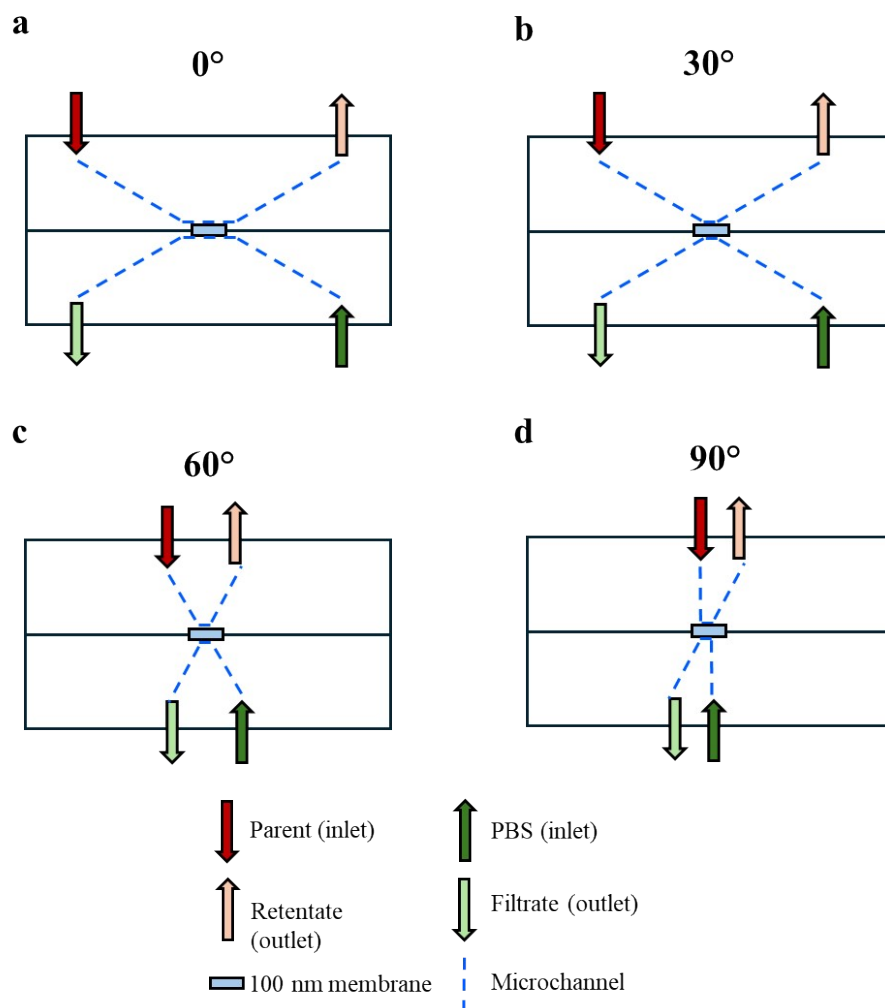 a
0°
b
30°
c
60°
d
90°
Parent (inlet)
PBS (inlet)
Retentate
(outlet)
Filtrate (outlet)
100 nm membrane
Microchannel